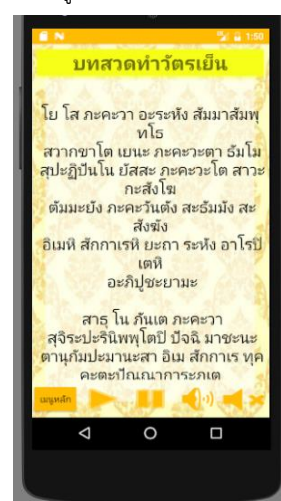 1:50
บทสวดทำวัตรเย็น
โย โส ภะคะวา อะระหัง สัมมาสัมพุ
ทโธ
สวากขาโต เยนะ ภะคะวะตา ธัมโม
สุปะฏิปันโน ยัสสะ ภะคะวะโต สาวะ
กะสังโฆ
ตัมมะยัง ภะคะวันตัง สะธัมมัง สะ
สังฆัง
อิเมหิ สักกาเรหิ ยะถา ระหัง อาโรปิ
เตหิ
อะภิปูชะยามะ
สาธุ โน ภันเต ภะคะวา
สุจิระปะรินิพพุโตปิ ปัจฉิ มาชะนะ
ตานุกัมปะมานะสา อิเม สักกาเร ทุค
คะตะปัณณาการะภูเต
เมนูหลัก